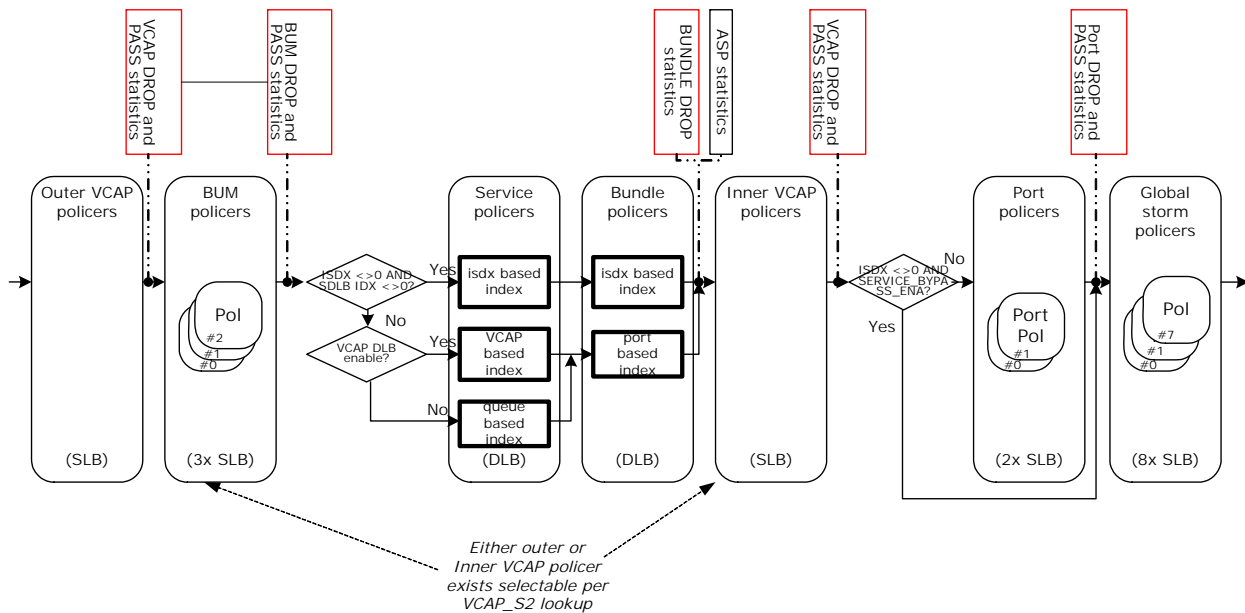 VCAP DROP and
PASS statistics
BUM DROP and
PASS statistics
BUNDLE DROP
statistics
ASP statistics
VCAP DROP and
PASS statistics
Port DROP and
PASS statistics
Outer VCAP
policers
(SLB)
BUM
policers
Pol
#2
#1
#0
(3x SLB)
ISDX <>0 AND
SDLB IDX <>0?
Yes
No
VCAP DLB
enable?
Yes
No
Service
policers
isdx based
index
VCAP
based
index
queue
based
index
(DLB)
Bundle
policers
isdx based
index
port
based
index
(DLB)
Inner VCAP
policers
(SLB)
ISDX <>0 AND
SERVICE_BYPA
SS_ENA?
No
Yes
Port
policers
Port
Pol
#1
#0
(2x SLB)
Global
storm
policers
Pol
#7
#1
#0
(8x SLB)
Either outer or
Inner VCAP policer
exists selectable per
VCAP_S2 lookup